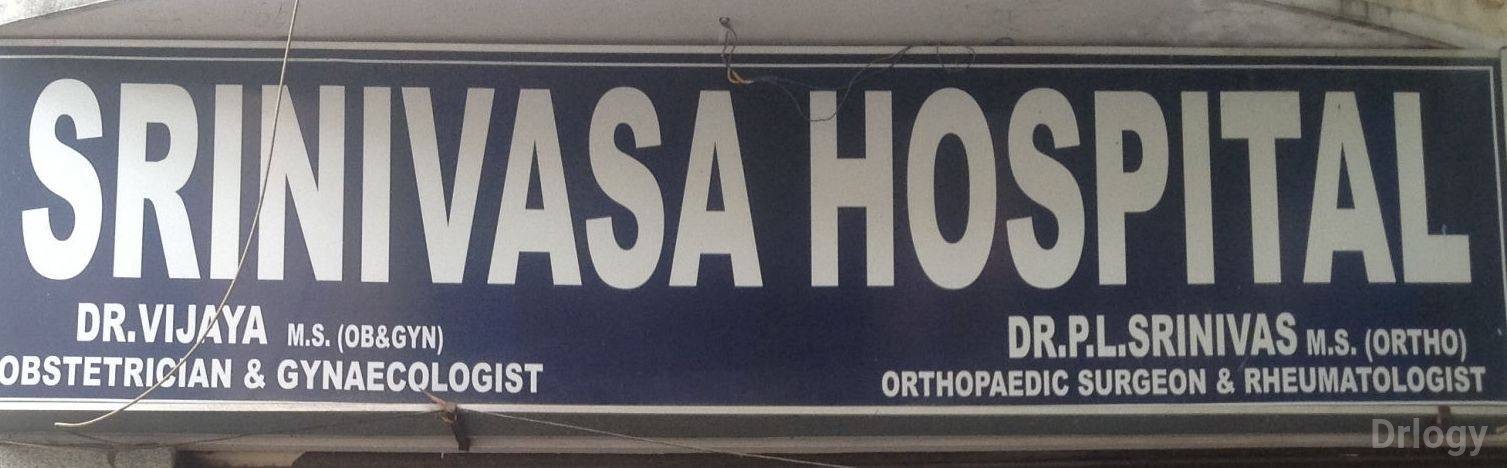 SRINIVASA HOSPITAL
DR.VIJAYA M.S. (OB&GYN)
OBSTETRICIAN & GYNAECOLOGIST
DR.P.L.SRINIVAS M.S. (ORTHO)
ORTHOPAEDIC SURGEON & RHEUMATOLOGIST
Drlogy